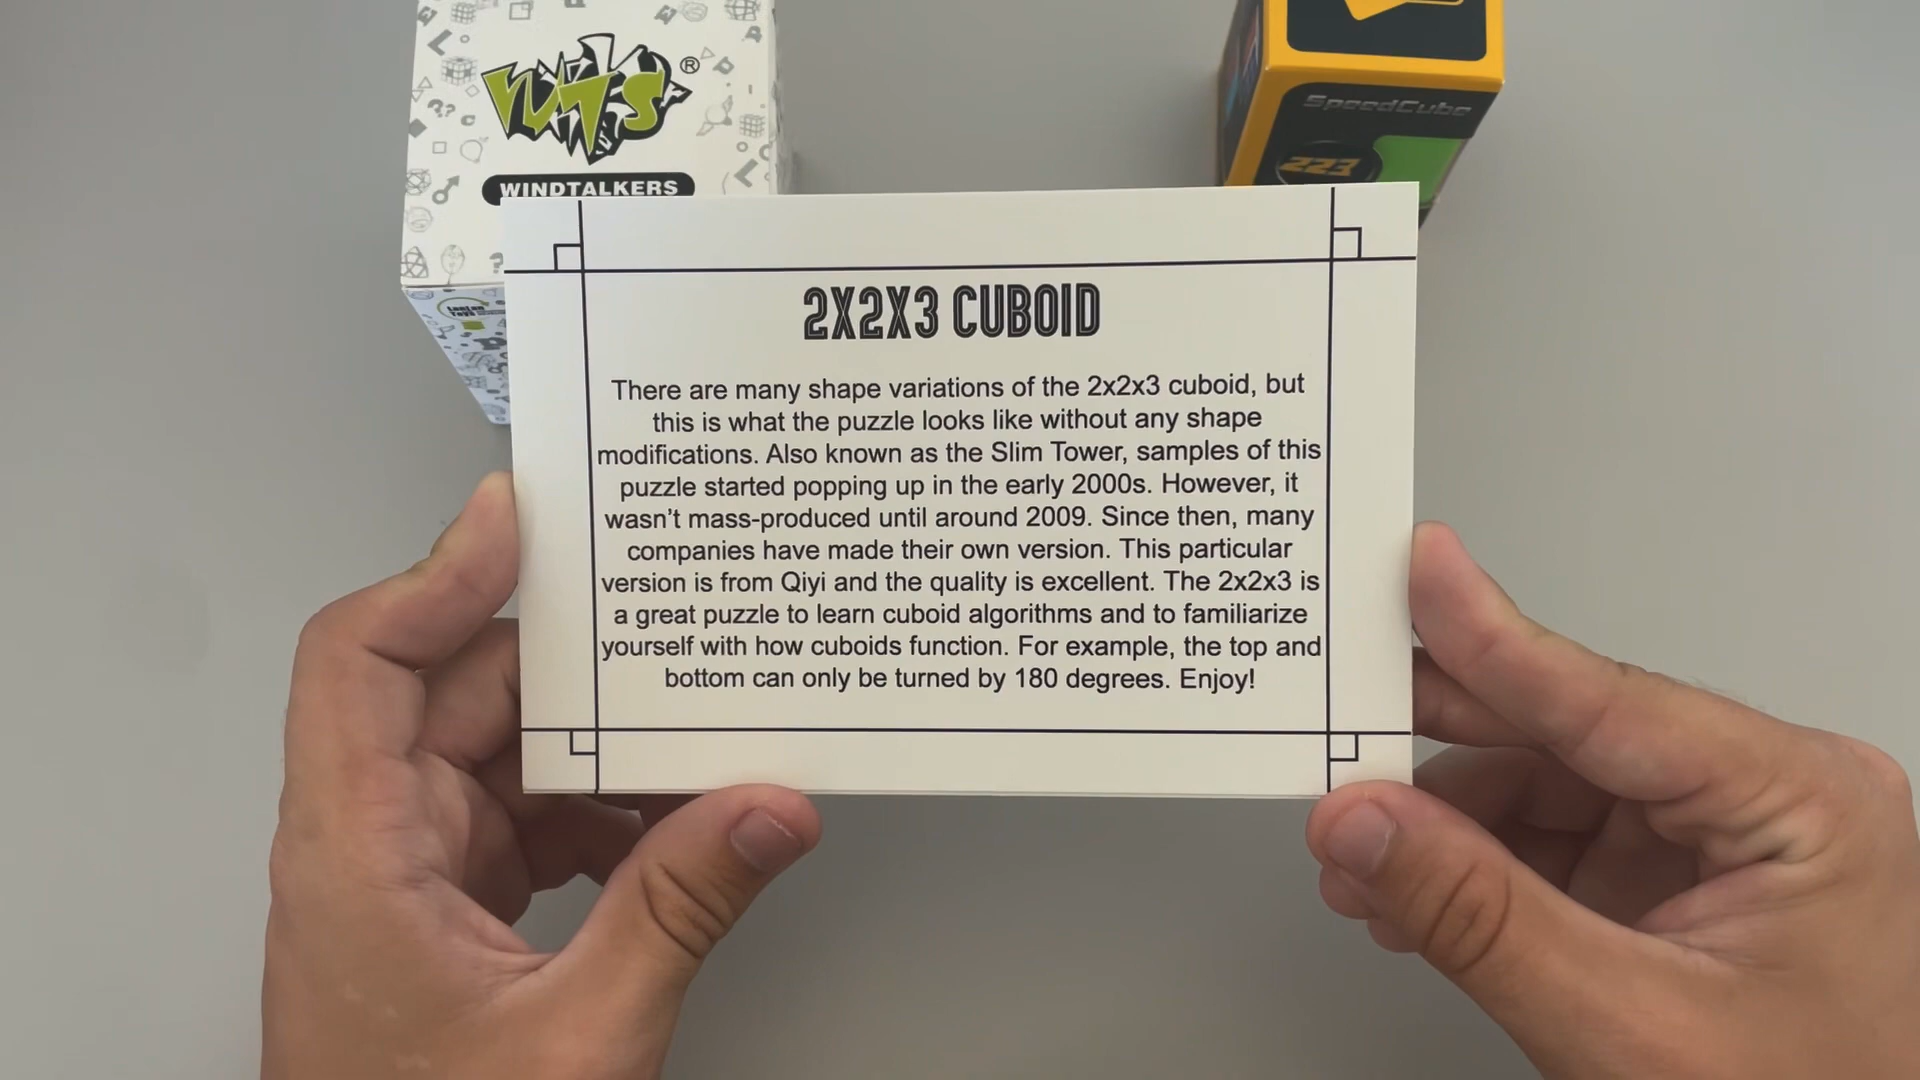 WTS®
WINDTALKERS
SpeedCube
223
2X2X3 CUBOID
There are many shape variations of the 2x2x3 cuboid, but
this is what the puzzle looks like without any shape
modifications. Also known as the Slim Tower, samples of this
puzzle started popping up in the early 2000s. However, it
wasn't mass-produced until around 2009. Since then, many
companies have made their own version. This particular
version is from Qiyi and the quality is excellent. The 2x2x3 is
a great puzzle to learn cuboid algorithms and to familiarize
yourself with how cuboids function. For example, the top and
bottom can only be turned by 180 degrees. Enjoy!